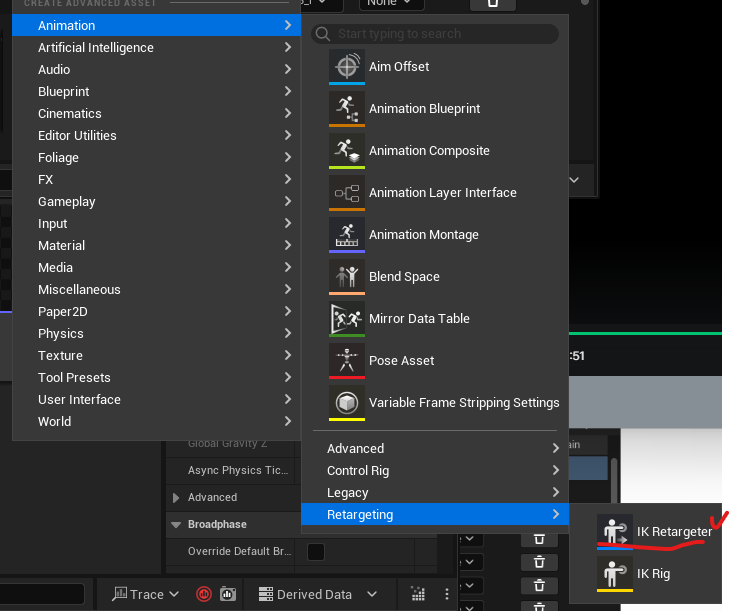 CREATE ADVANCED ASSET
None
Animation
Artificial Intelligence
Audio
Blueprint
Cinematics
Editor Utilities
Foliage
FX
Gameplay
Input
Material
Media
Miscellaneous
Paper2D
Physics
Texture
Tool Presets
User Interface
World
Start typing to search
Aim Offset
Animation Blueprint
Animation Composite
Animation Layer Interface
Animation Montage
Blend Space
Mirror Data Table
Pose Asset
Variable Frame Stripping Settings
Advanced
Control Rig
Legacy
Retargeting
IK Retargeter
IK Rig
:51
ain
Global Gravity Z
Async Physics Tic...
Advanced
Broadphase
Override Default Br...
Trace
Derived Data